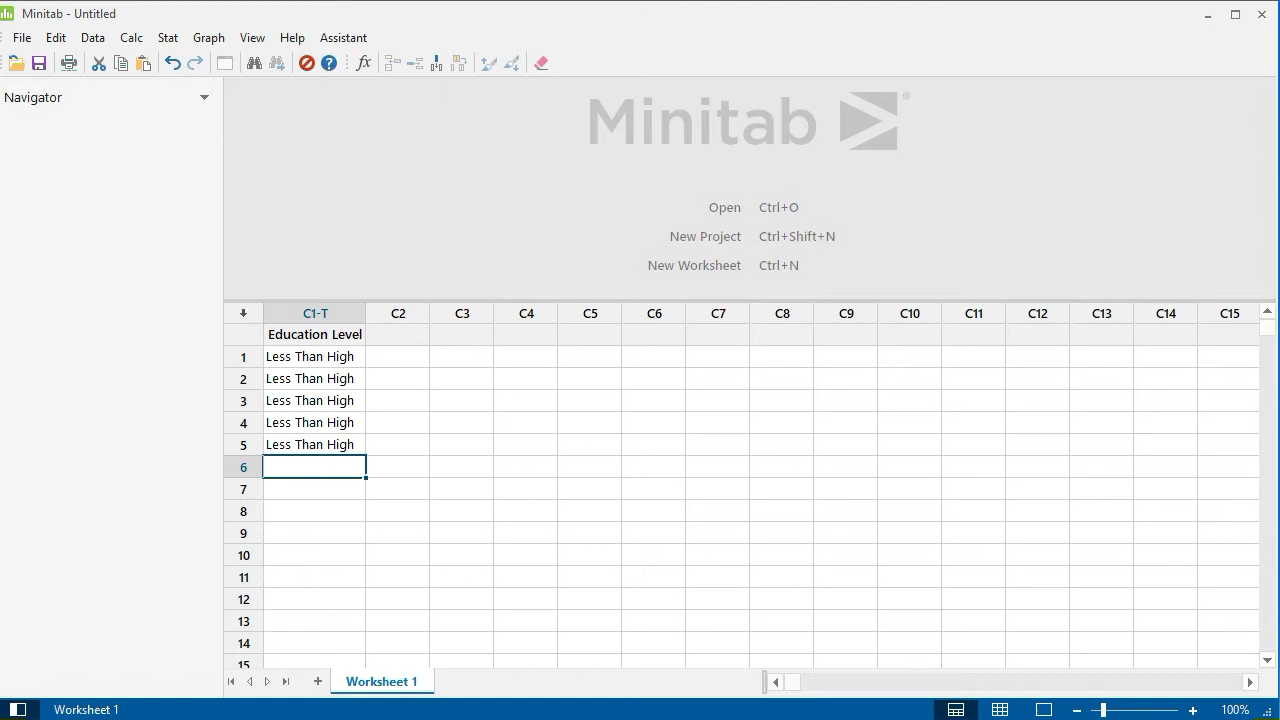 Minitab - Untitled
File Edit Data Calc Stat Graph View Help Assistant
fx
Navigator
Minitab ®
Open Ctrl+O
New Project Ctrl+Shift+N
New Worksheet Ctrl+N
C1-T C2 C3 C4 C5 C6 C7 C8 C9 C10 C11 C12 C13 C14 C15
Education Level
1 Less Than High
2 Less Than High
3 Less Than High
4 Less Than High
5 Less Than High
6
7
8
9
10
11
12
13
14
15
Worksheet 1
Worksheet 1 100%